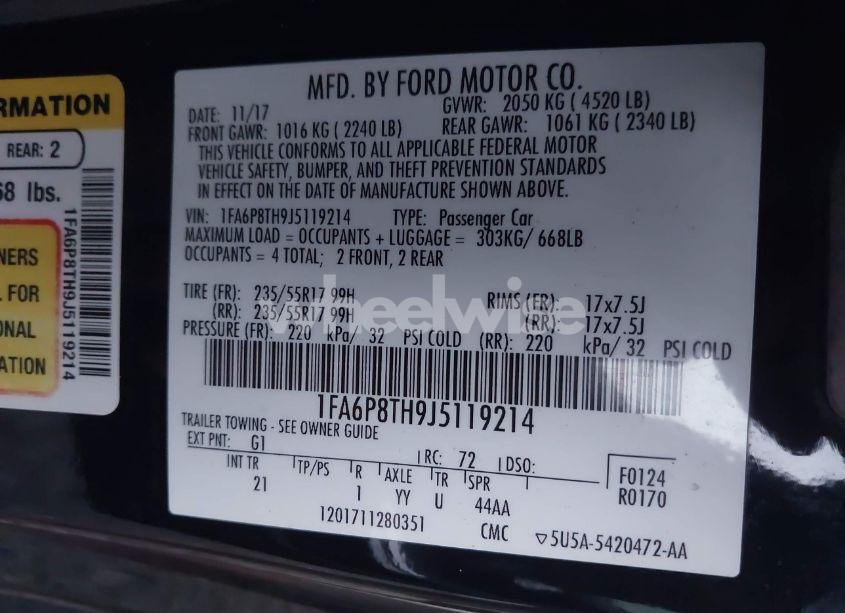 RMATION
REAR: 2
68 lbs.
NERS
L FOR
ONAL
ATION
1FA6P8TH9J5119214
MFD. BY FORD MOTOR CO.
DATE: 11/17 GVWR: 2050 KG ( 4520 LB)
FRONT GAWR: 1016 KG ( 2240 LB) REAR GAWR: 1061 KG ( 2340 LB)
THIS VEHICLE CONFORMS TO ALL APPLICABLE FEDERAL MOTOR
VEHICLE SAFETY, BUMPER, AND THEFT PREVENTION STANDARDS
IN EFFECT ON THE DATE OF MANUFACTURE SHOWN ABOVE.
VIN: 1FA6P8TH9J5119214 TYPE: Passenger Car
MAXIMUM LOAD = OCCUPANTS + LUGGAGE = 303KG/ 668LB
OCCUPANTS = 4 TOTAL; 2 FRONT, 2 REAR
TIRE (FR): 235/55R17 99H RIMS (FR): 17x7.5J
(RR): 235/55R17 99H (RR): 17x7.5J
PRESSURE (FR): 220 kPa/ 32 PSI COLD (RR): 220 kPa/ 32 PSI COLD
wheelwise
1FA6P8TH9J5119214
TRAILER TOWING - SEE OWNER GUIDE
EXT PNT: G1 RC: 72 DSO:
INT TR TP/PS R AXLE TR SPR F0124
21 1 YY U 44AA R0170
1201711280351 CMC ▽5U5A-5420472-AA